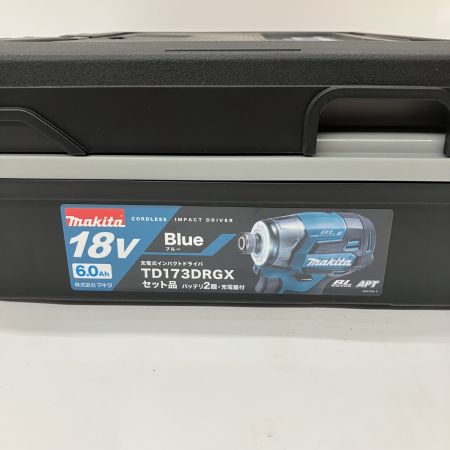 makita
CORDLESS IMPACT DRIVER
18V
Blue
ブルー
6.0Ah
充電式インパクトドライバ
TD173DRGX
株式会社マキタ
セット品 バッテリ2個・充電器付
BL
makita
BL MOTOR
APT